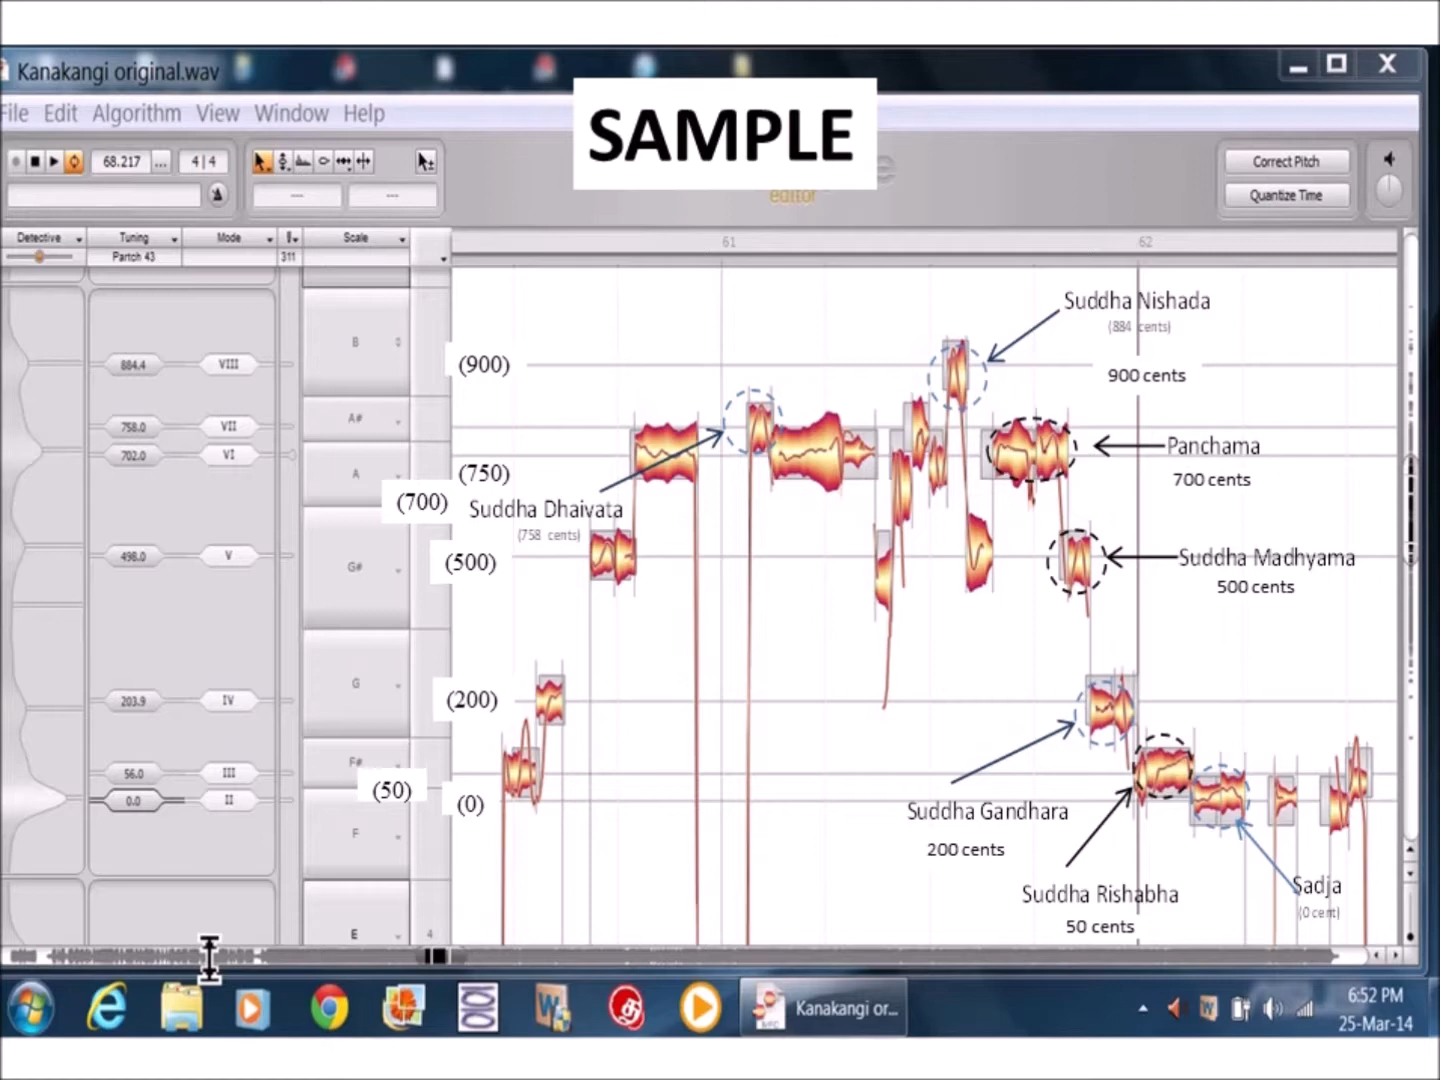 SAMPLE
Kanakangi original.wav
File Edit Algorithm View Window Help
68.217 ... 4|4
editor
Correct Pitch
Quantize Time
Detective Tuning Mode Scale
Partch 43 311
61 62
B
884.4 VIII
(900)
Suddha Nishada
(884 cents)
900 cents
A#
758.0 VII
702.0 VI
A
(750)
(700)
Suddha Dhaivata
(758 cents)
Panchama
700 cents
498.0 V
G#
(500)
Suddha Madhyama
500 cents
G
203.9 IV
(200)
F#
56.0 III
0.0 II
(50)
(0)
F
Suddha Gandhara
200 cents
Suddha Rishabha
50 cents
Sadja
(0 cent)
E 4
Kanakangi or...
6:52 PM
25-Mar-14